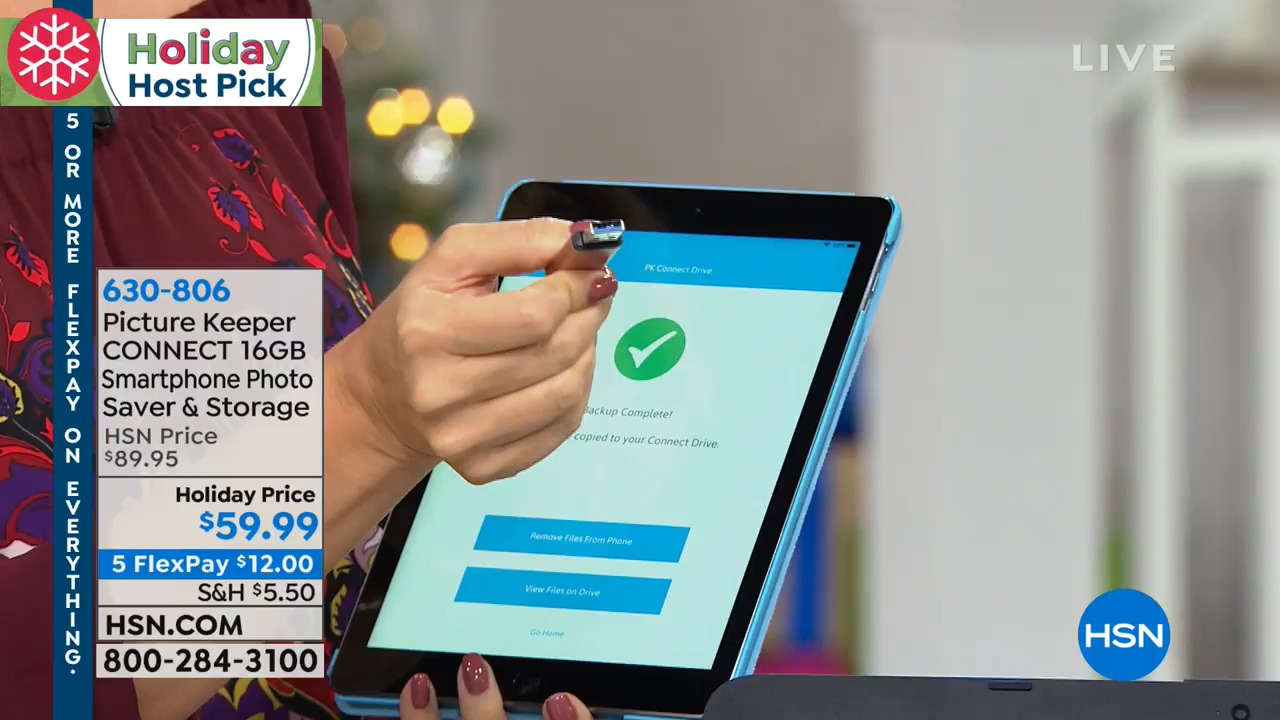 Holiday
Host Pick
LIVE
5 OR MORE FLEXPAY ON EVERYTHING.
630-806
Picture Keeper
CONNECT 16GB
Smartphone Photo
Saver & Storage
HSN Price
$89.95
Holiday Price
$59.99
5 FlexPay $12.00
S&H $5.50
HSN.COM
800-284-3100
PK Connect Drive
Backup Complete!
copied to your Connect Drive.
Remove Files From Phone
View Files on Drive
Go Home
HSN